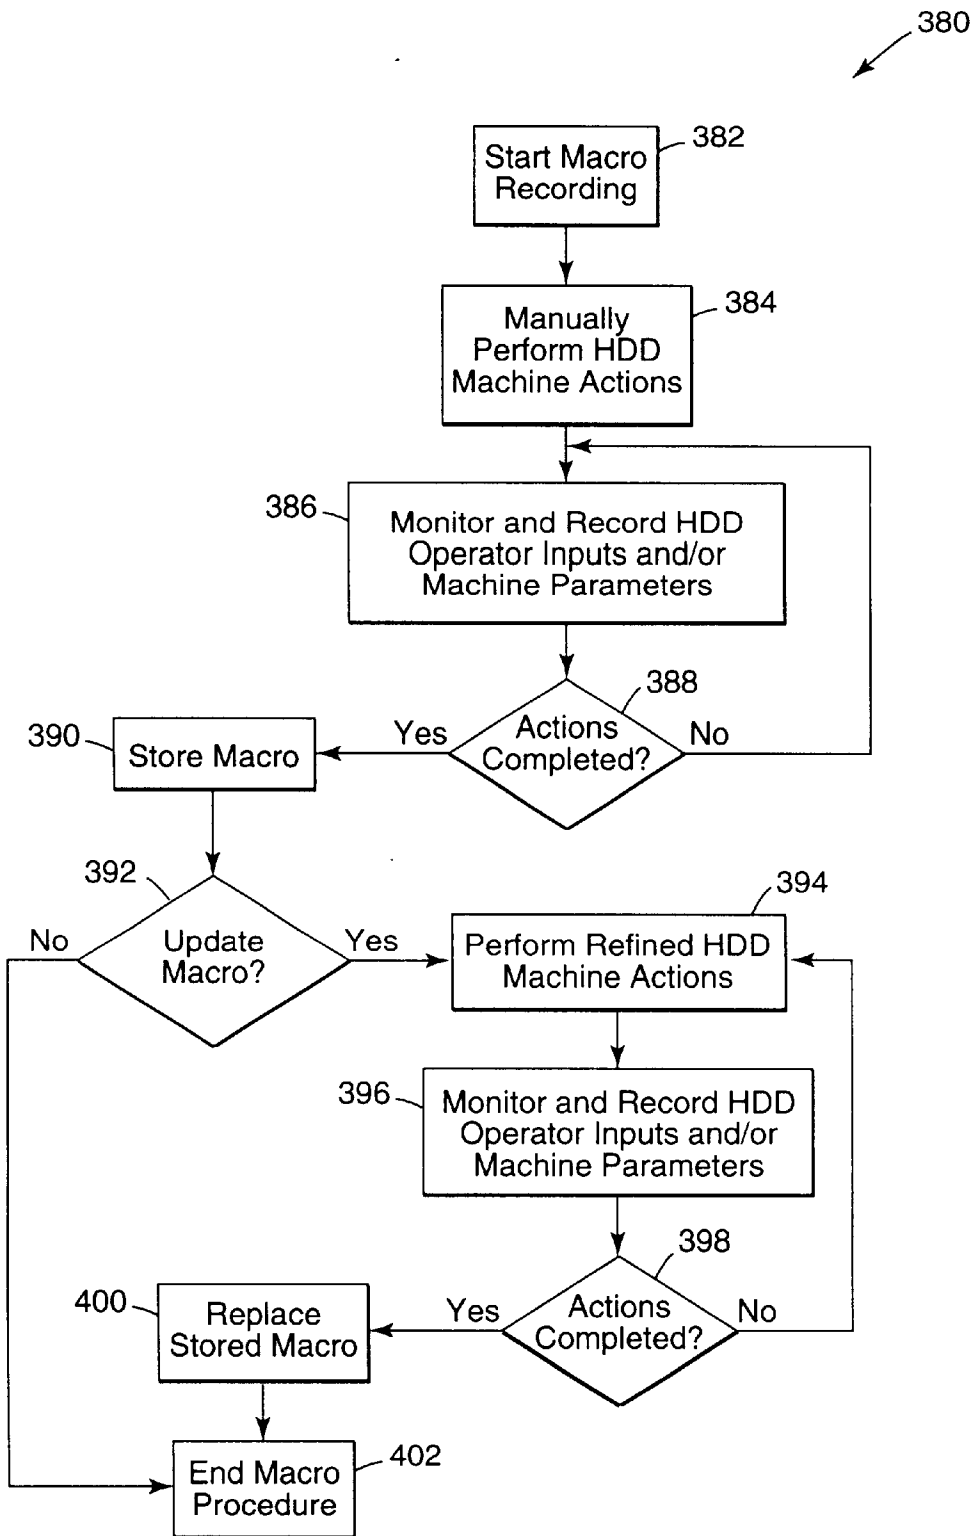 380
382
Start Macro
Recording
384
Manually
Perform HDD
Machine Actions
386
Monitor and Record HDD
Operator Inputs and/or
Machine Parameters
388
Actions
Completed?
Yes
No
390
Store Macro
392
Update
Macro?
No
Yes
394
Perform Refined HDD
Machine Actions
396
Monitor and Record HDD
Operator Inputs and/or
Machine Parameters
398
Actions
Completed?
Yes
No
400
Replace
Stored Macro
402
End Macro
Procedure